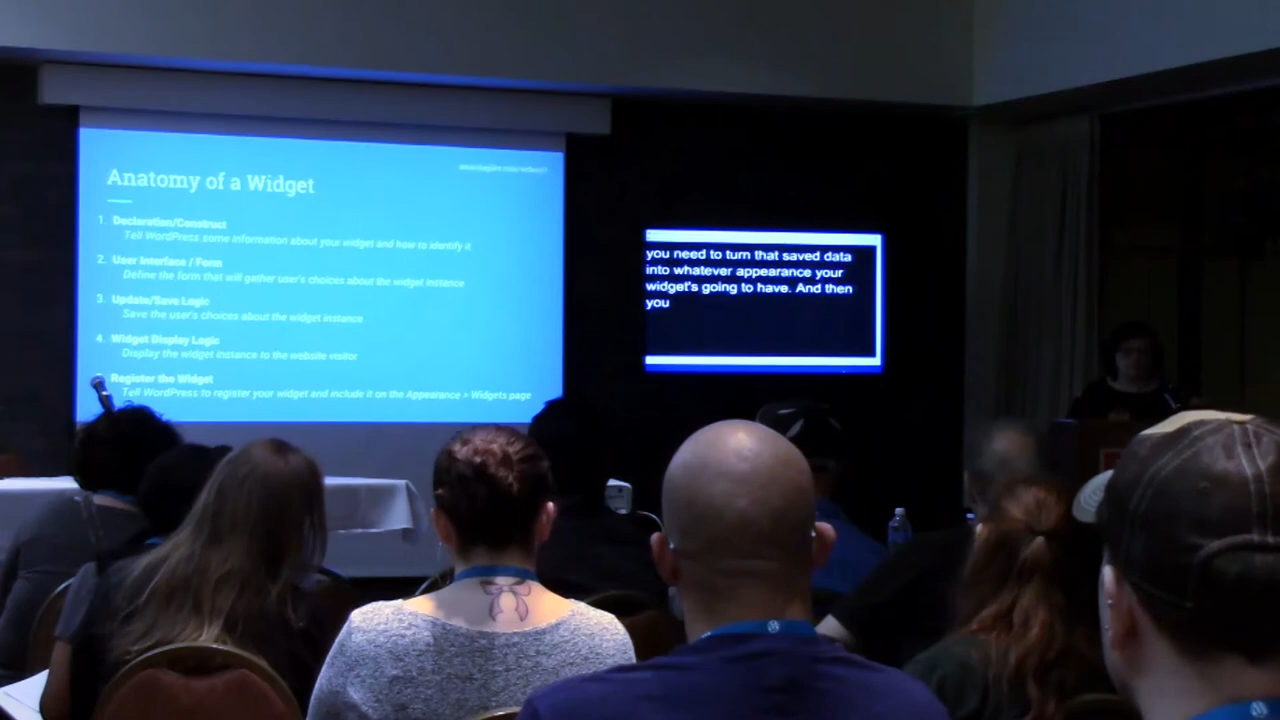 Anatomy of a Widget
1. Declaration/Construct
Tell WordPress some information about your widget and how to identify it
2. User Interface / Form
Define the form that will gather user's choices about the widget instance
3. Update/Save Logic
Save the user's choices about the widget instance
4. Widget Display Logic
Display the widget instance to the website visitor
Register the Widget
Tell WordPress to register your widget and include it on the Appearance > Widgets page
you need to turn that saved data
into whatever appearance your
widget's going to have. And then
you